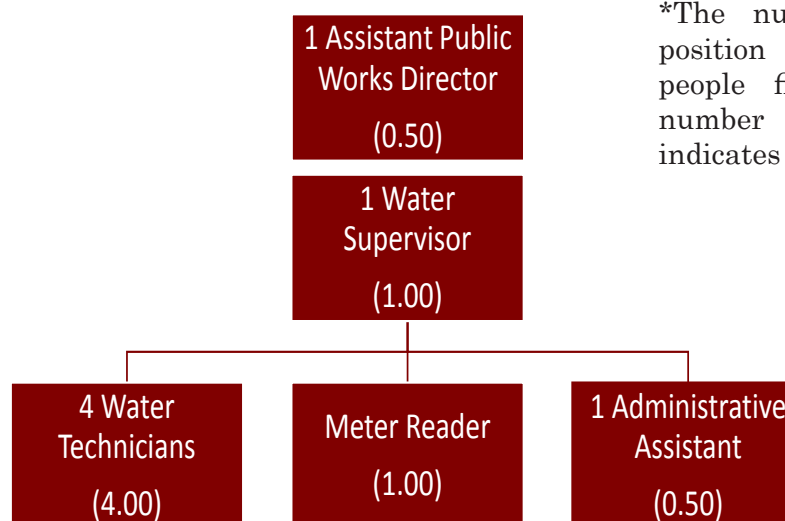 1 Assistant Public
Works Director
(0.50)
*The
position
people
number
indicates
1 Water
Supervisor
(1.00)
4 Water
Technicians
(4.00)
Meter Reader
(1.00)
1 Administrative
Assistant
(0.50)